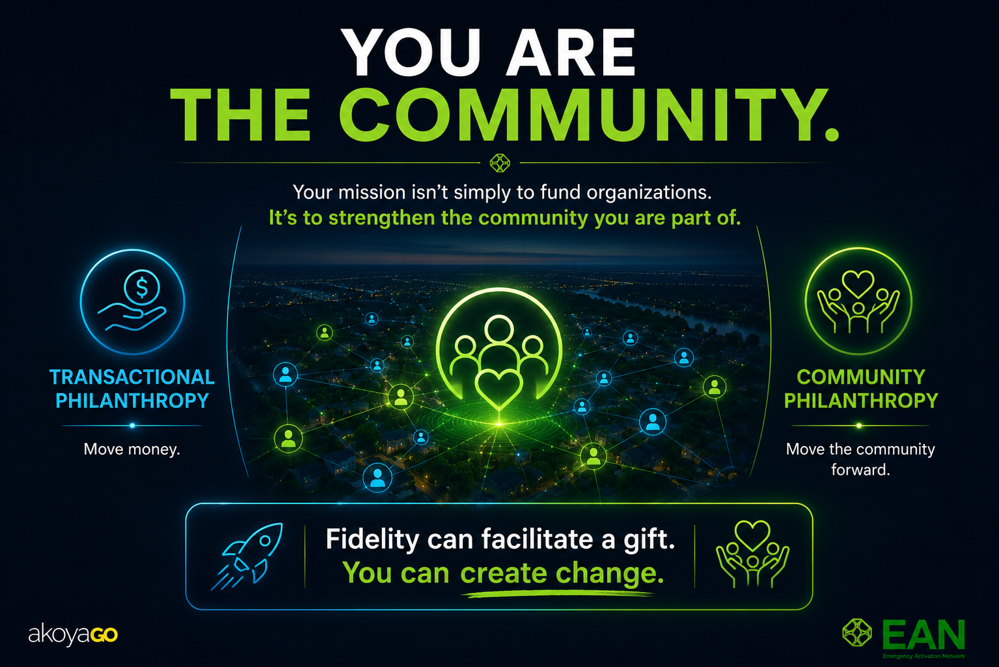 YOU ARE
THE COMMUNITY.
Your mission isn't simply to fund organizations.
It's to strengthen the community you are part of.
$
TRANSACTIONAL
PHILANTHROPY
Move money.
COMMUNITY
PHILANTHROPY
Move the community
forward.
Fidelity can facilitate a gift.
You can create change.
akoyaGO
EAN
Emergency Activation Network